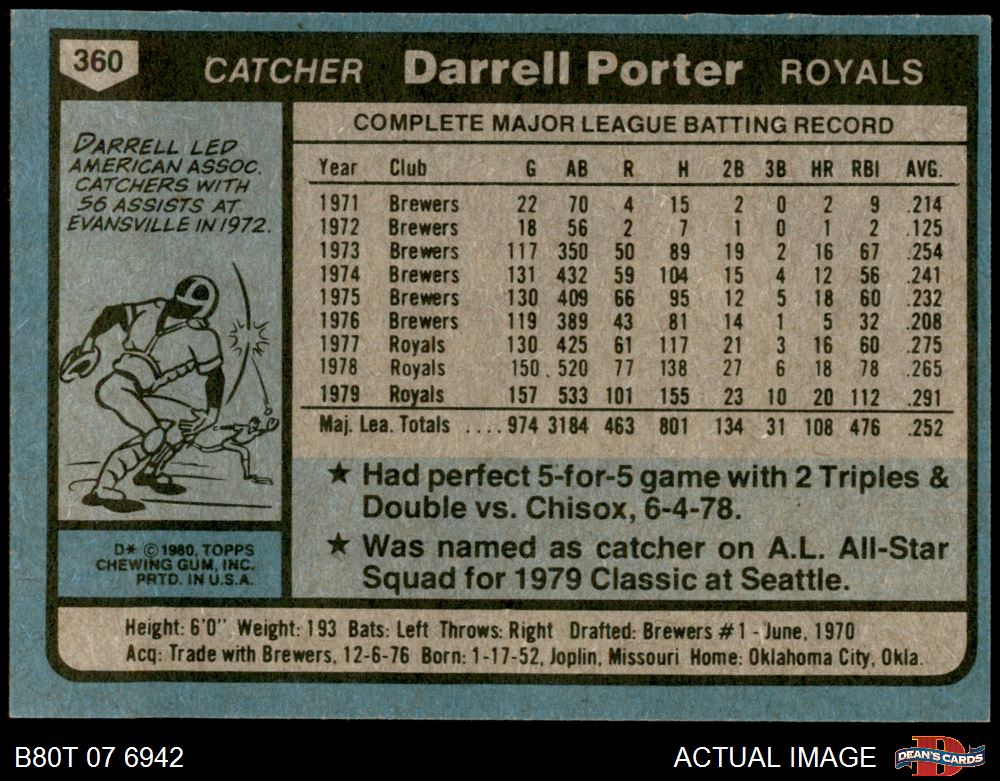 360 CATCHER Darrell Porter ROYALS
DARRELL LED
AMERICAN ASSOC.
CATCHERS WITH
56 ASSISTS AT
EVANSVILLE IN 1972.
COMPLETE MAJOR LEAGUE BATTING RECORD
Year Club G AB R H 2B 3B HR RBI AVG.
1971 Brewers 22 70 4 15 2 0 2 9 .214
1972 Brewers 18 56 2 7 1 0 1 2 .125
1973 Brewers 117 350 50 89 19 2 16 67 .254
1974 Brewers 131 432 59 104 15 4 12 56 .241
1975 Brewers 130 409 66 95 12 5 18 60 .232
1976 Brewers 119 389 43 81 14 1 5 32 .208
1977 Royals 130 425 61 117 21 3 16 60 .275
1978 Royals 150 520 77 138 27 6 18 78 .265
1979 Royals 157 533 101 155 23 10 20 112 .291
Maj. Lea. Totals .... 974 3184 463 801 134 31 108 476 .252
★ Had perfect 5-for-5 game with 2 Triples &
Double vs. Chisox, 6-4-78.
★ Was named as catcher on A.L. All-Star
Squad for 1979 Classic at Seattle.
D* © 1980, TOPPS
CHEWING GUM, INC.
PRTD. IN U.S.A.
Height: 6'0" Weight: 193 Bats: Left Throws: Right Drafted: Brewers #1 - June, 1970
Acq: Trade with Brewers, 12-6-76 Born: 1-17-52, Joplin, Missouri Home: Oklahoma City, Okla.
B80T 07 6942 ACTUAL IMAGE D DEAN'S CARDS